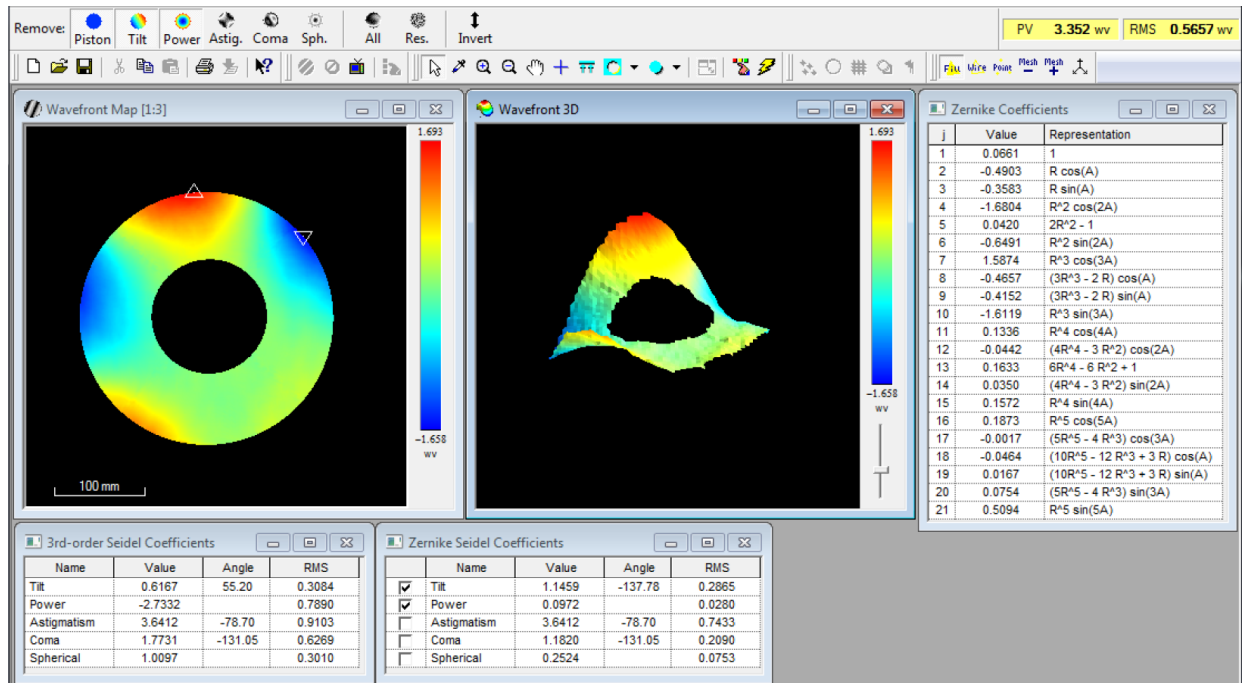 Remove: Piston Tilt Power Astig. Coma Sph. All Res. Invert PV 3.352 wv RMS 0.5657 wv
Fill Wire Point Mesh Mesh
Wavefront Map [1:3]
1.693
-1.658
wv
100 mm
Wavefront 3D
1.693
-1.658
wv
Zernike Coefficients
j Value Representation
1 0.0661 1
2 -0.4903 R cos(A)
3 -0.3583 R sin(A)
4 -1.6804 R^2 cos(2A)
5 0.0420 2R^2 - 1
6 -0.6491 R^2 sin(2A)
7 1.5874 R^3 cos(3A)
8 -0.4657 (3R^3 - 2 R) cos(A)
9 -0.4152 (3R^3 - 2 R) sin(A)
10 -1.6119 R^3 sin(3A)
11 0.1336 R^4 cos(4A)
12 -0.0442 (4R^4 - 3 R^2) cos(2A)
13 0.1633 6R^4 - 6 R^2 + 1
14 0.0350 (4R^4 - 3 R^2) sin(2A)
15 0.1572 R^4 sin(4A)
16 0.1873 R^5 cos(5A)
17 -0.0017 (5R^5 - 4 R^3) cos(3A)
18 -0.0464 (10R^5 - 12 R^3 + 3 R) cos(A)
19 0.0167 (10R^5 - 12 R^3 + 3 R) sin(A)
20 0.0754 (5R^5 - 4 R^3) sin(3A)
21 0.5094 R^5 sin(5A)
3rd-order Seidel Coefficients
Name Value Angle RMS
Tilt 0.6167 55.20 0.3084
Power -2.7332 0.7890
Astigmatism 3.6412 -78.70 0.9103
Coma 1.7731 -131.05 0.6269
Spherical 1.0097 0.3010
Zernike Seidel Coefficients
Name Value Angle RMS
Tilt 1.1459 -137.78 0.2865
Power 0.0972 0.0280
Astigmatism 3.6412 -78.70 0.7433
Coma 1.1820 -131.05 0.2090
Spherical 0.2524 0.0753